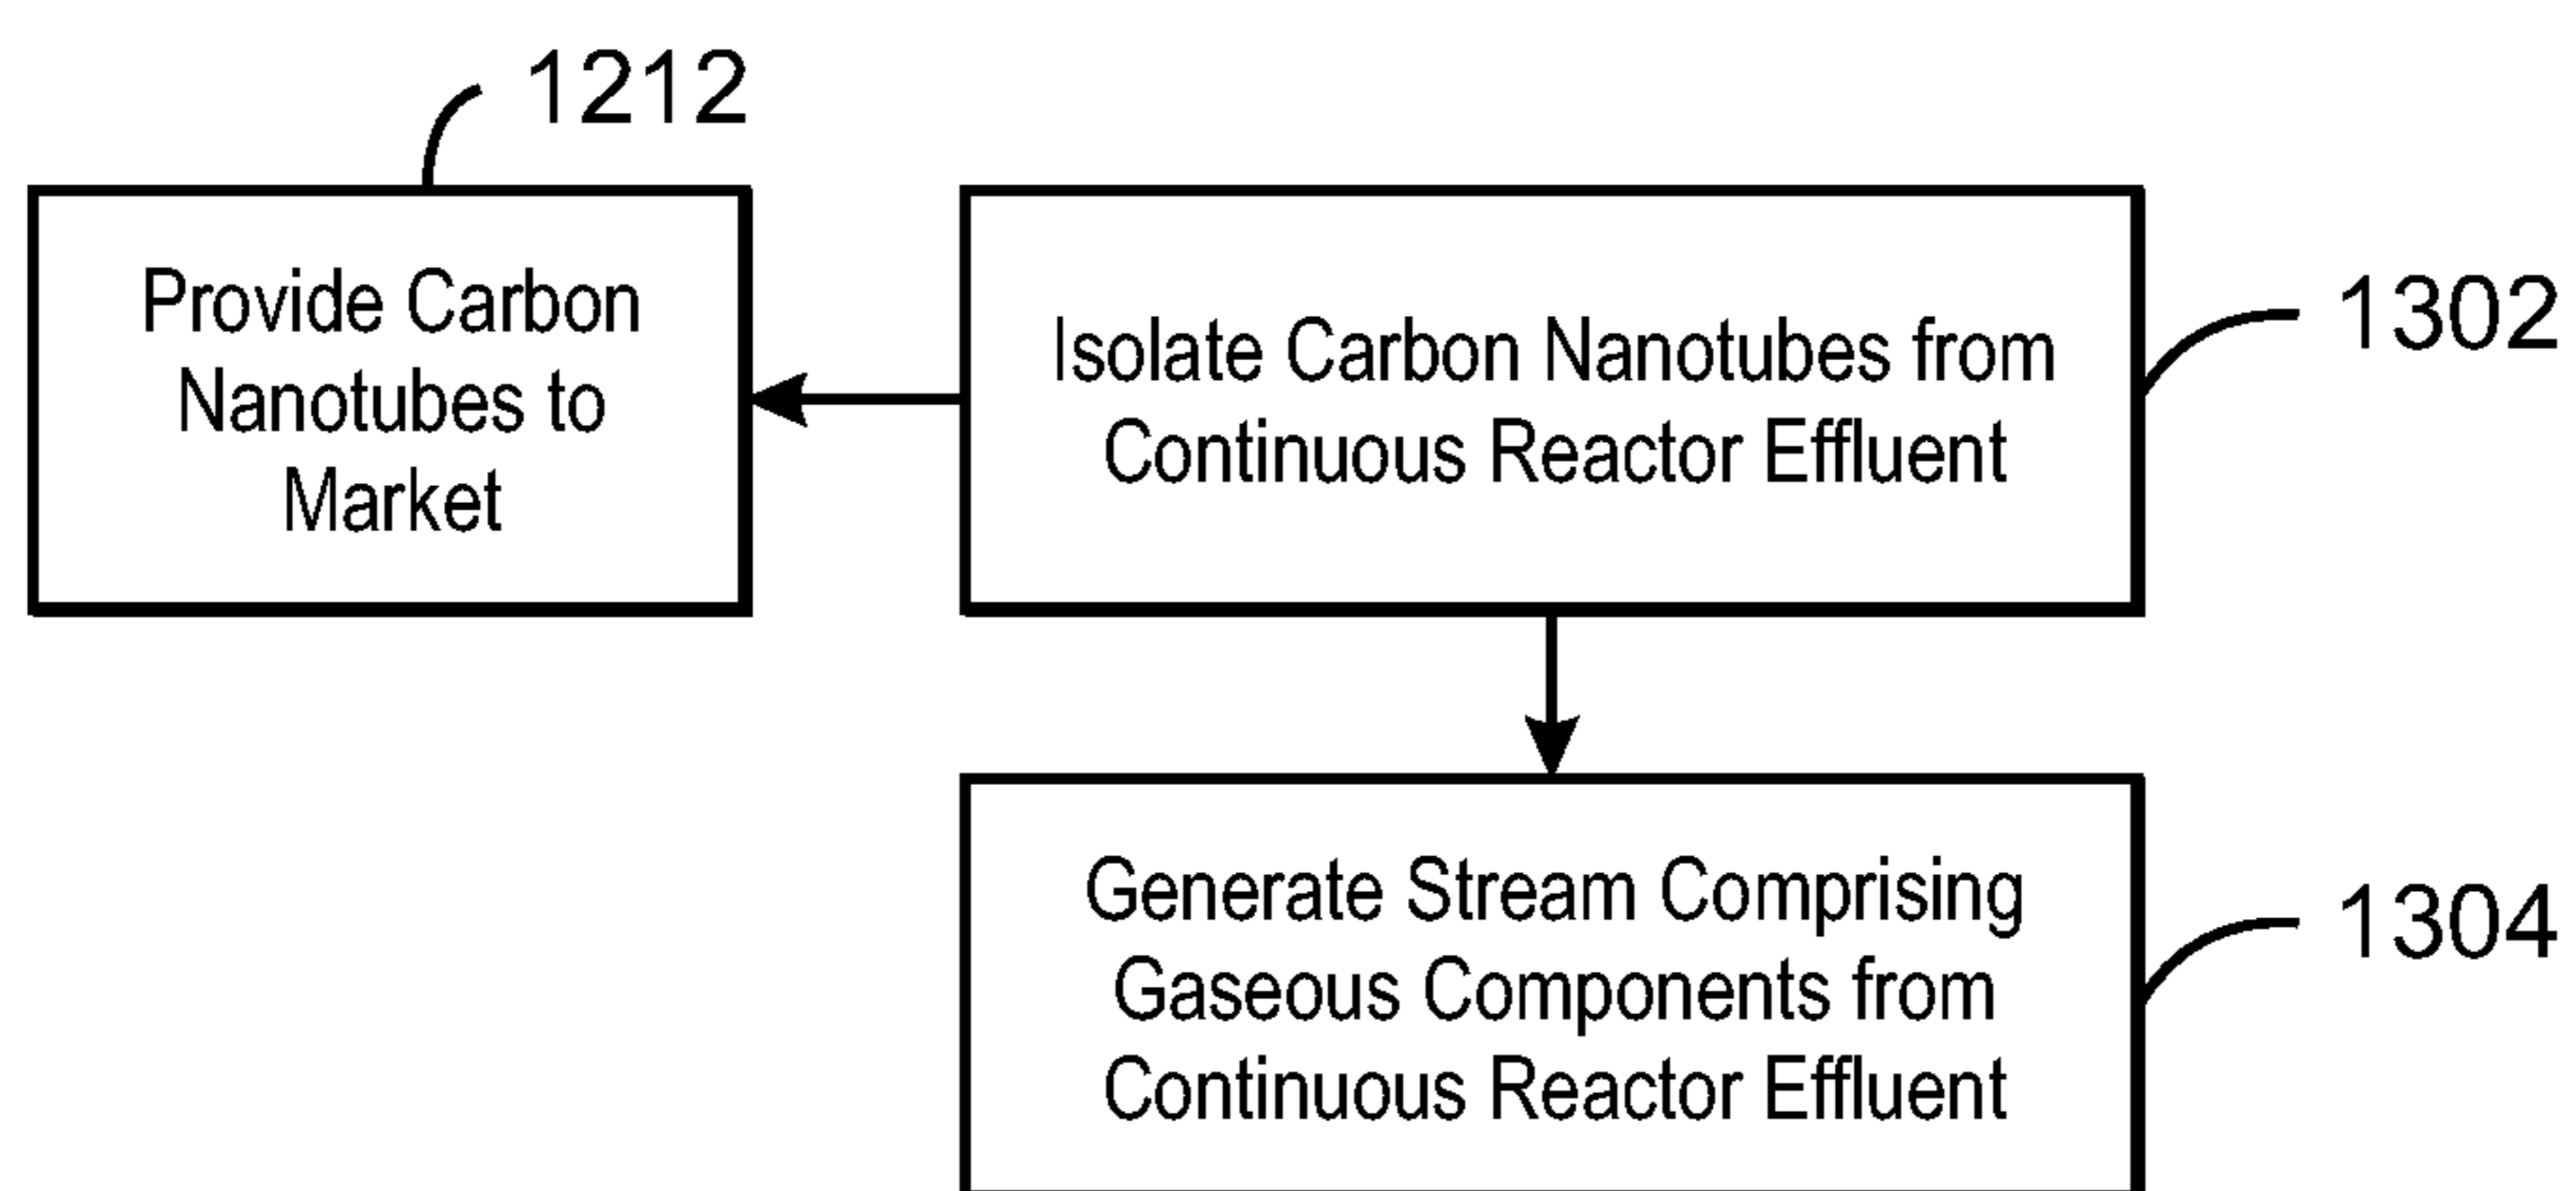 1212
Provide Carbon
Nanotubes to
Market
Isolate Carbon Nanotubes from
Continuous Reactor Effluent
1302
Generate Stream Comprising
Gaseous Components from
Continuous Reactor Effluent
1304